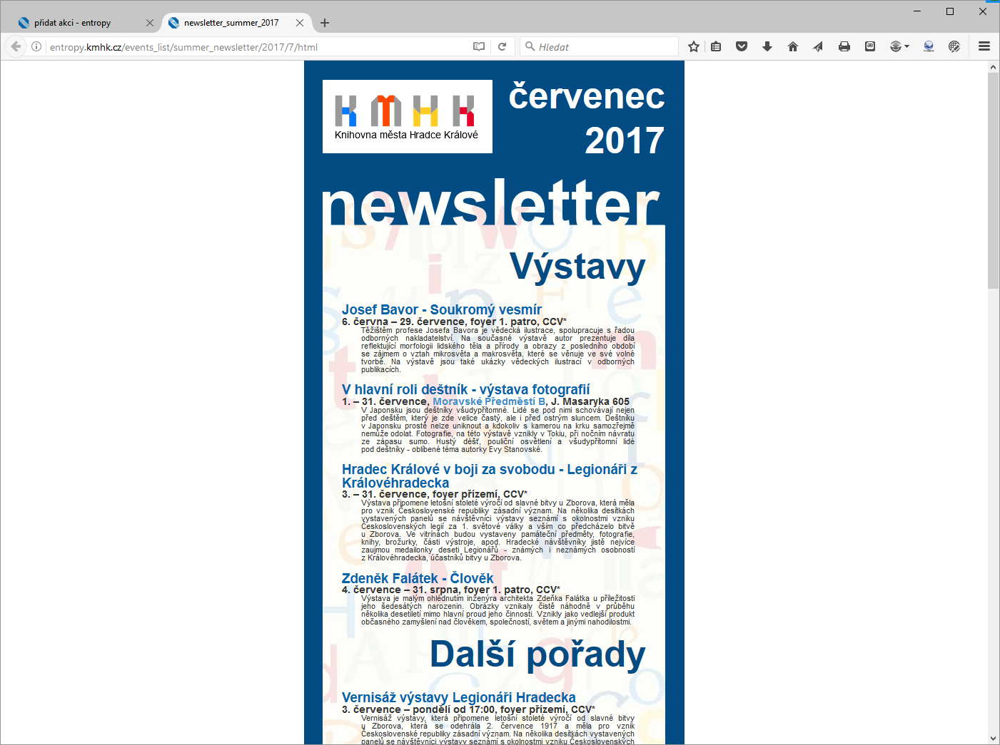 přidat akci - entropy
newsletter_summer_2017
entropy.kmhk.cz/events_list/summer_newsletter/2017/7/html
Hledat
KMHK
Knihovna města Hradce Králové
červenec
2017
newsletter
Výstavy
Josef Bavor - Soukromý vesmír
6. června – 29. července, foyer 1. patro, CCV*
Těžištěm profese Josefa Bavora je vědecká ilustrace, spolupracuje s řadou
odborných nakladatelství. Na současné výstavě autor prezentuje díla
reflektující morfologii lidského těla a přírody a obrazy z posledního období
se zájmem o vztah mikrosvěta a makrosvěta, které se věnuje ve své volné
tvorbě. Na výstavě jsou také ukázky vědeckých ilustrací v odborných
publikacích.
V hlavní roli deštník - výstava fotografií
1. – 31. července, Moravské Předměstí B, J. Masaryka 605
V Japonsku jsou deštníky všudypřítomné. Lidé se pod nimi schovávají nejen
před deštěm, který je zde velice častý, ale i před ostrým sluncem. Deštníku
v Japonsku prostě nelze uniknout a kdokoliv s kamerou na krku samozřejmě
nemůže odolat. Fotografie, na této výstavě vznikly v Tokiu, při nočním návratu
ze zápasu sumo. Hustý déšť, pouliční osvětlení a všudypřítomní lidé
pod deštníky - oblíbené téma autorky Evy Stanovské.
Hradec Králové v boji za svobodu - Legionáři z
Královéhradecka
3. – 31. července, foyer přízemí, CCV*
Výstava připomene letošní stoleté výročí od slavné bitvy u Zborova, která měla
pro vznik Československé republiky zásadní význam. Na několika desítkách
vystavených panelů se návštěvníci výstavy seznámí s okolnostmi vzniku
Československých legií za 1. světové války a vším co předcházelo bitvě
u Zborova. Ve vitrínách budou vystaveny památeční předměty, fotografie,
knihy, brožurky, části výstroje, apod. Hradecké návštěvníky jistě nejvíce
zaujmou medailonky deseti Legionářů - známých i neznámých osobností
z Královéhradecka, účastníků bitvy u Zborova.
Zdeněk Falátek - Člověk
4. července – 31. srpna, foyer 1. patro, CCV*
Výstava je malým ohlédnutím inženýra architekta Zdeňka Falátka u příležitosti
jeho šedesátých narozenin. Obrázky vznikaly čistě náhodně v průběhu
několika desetiletí mimo hlavní proud jeho činnosti. Vznikly jako vedlejší produkt
občasného zamyšlení nad člověkem, společností, světem a jinými nahodilostmi.
Další pořady
Vernisáž výstavy Legionáři Hradecka
3. července – pondělí od 17:00, foyer přízemí, CCV*
Vernisáž výstavy, která připomene letošní stoleté výročí od slavné bitvy
u Zborova, která se odehrála 2. července 1917 a měla pro vznik
Československé republiky zásadní význam. Na několika desítkách vystavených
panelů se návštěvníci výstavy seznámí s okolnostmi vzniku Československých